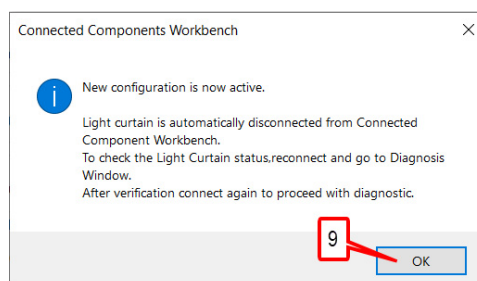 Connected Components Workbench
New configuration is now active.
Light curtain is automatically disconnected from Connected
Component Workbench.
To check the Light Curtain status,reconnect and go to Diagnosis
Window.
After verification connect again to proceed with diagnostic.
9
OK